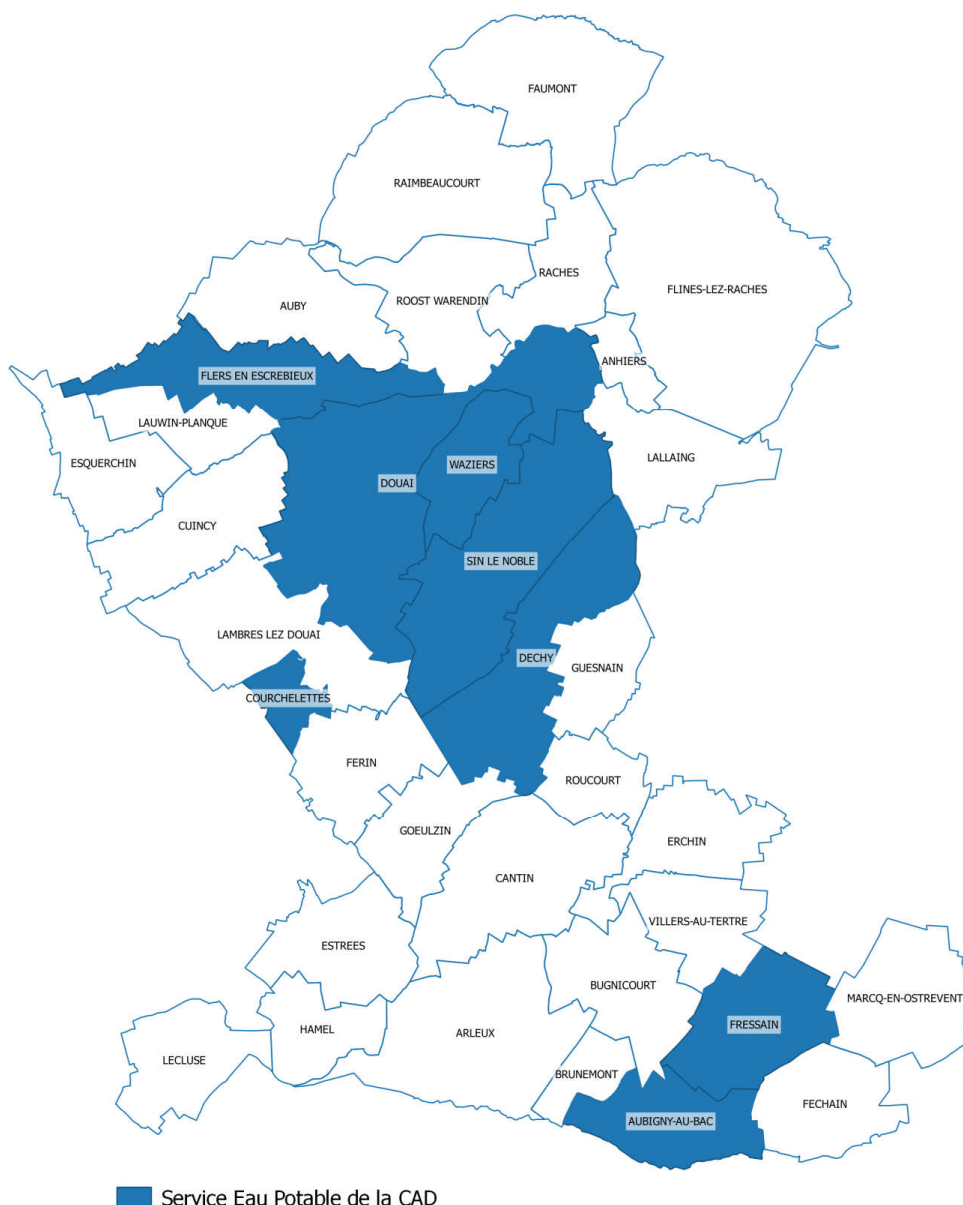 FAUMONT
RAIMBEAUCOURT
RACHES
FLINES-LEZ-RACHES
ROOST WARENDIN
AUBY
ANHIERS
FLERS EN ESCREBIEUX
LAUWIN-PLANQUE
ESQUERCHIN
LALLAING
WAZIERS
DOUAI
CUINCY
SIN LE NOBLE
LAMBRES LEZ DOUAI
DECHY
GUESNAIN
COURCHELETTES
FERIN
ROUCOURT
GOEULZIN
ERCHIN
CANTIN
VILLERS-AU-TERTRE
ESTREES
BUGNICOURT
MARCQ-EN-OSTREVENT
FRESSAIN
HAMEL
ARLEUX
LECLUSE
BRUNEMONT
FECHAIN
AUBIGNY-AU-BAC
Service Eau Potable de la CAD